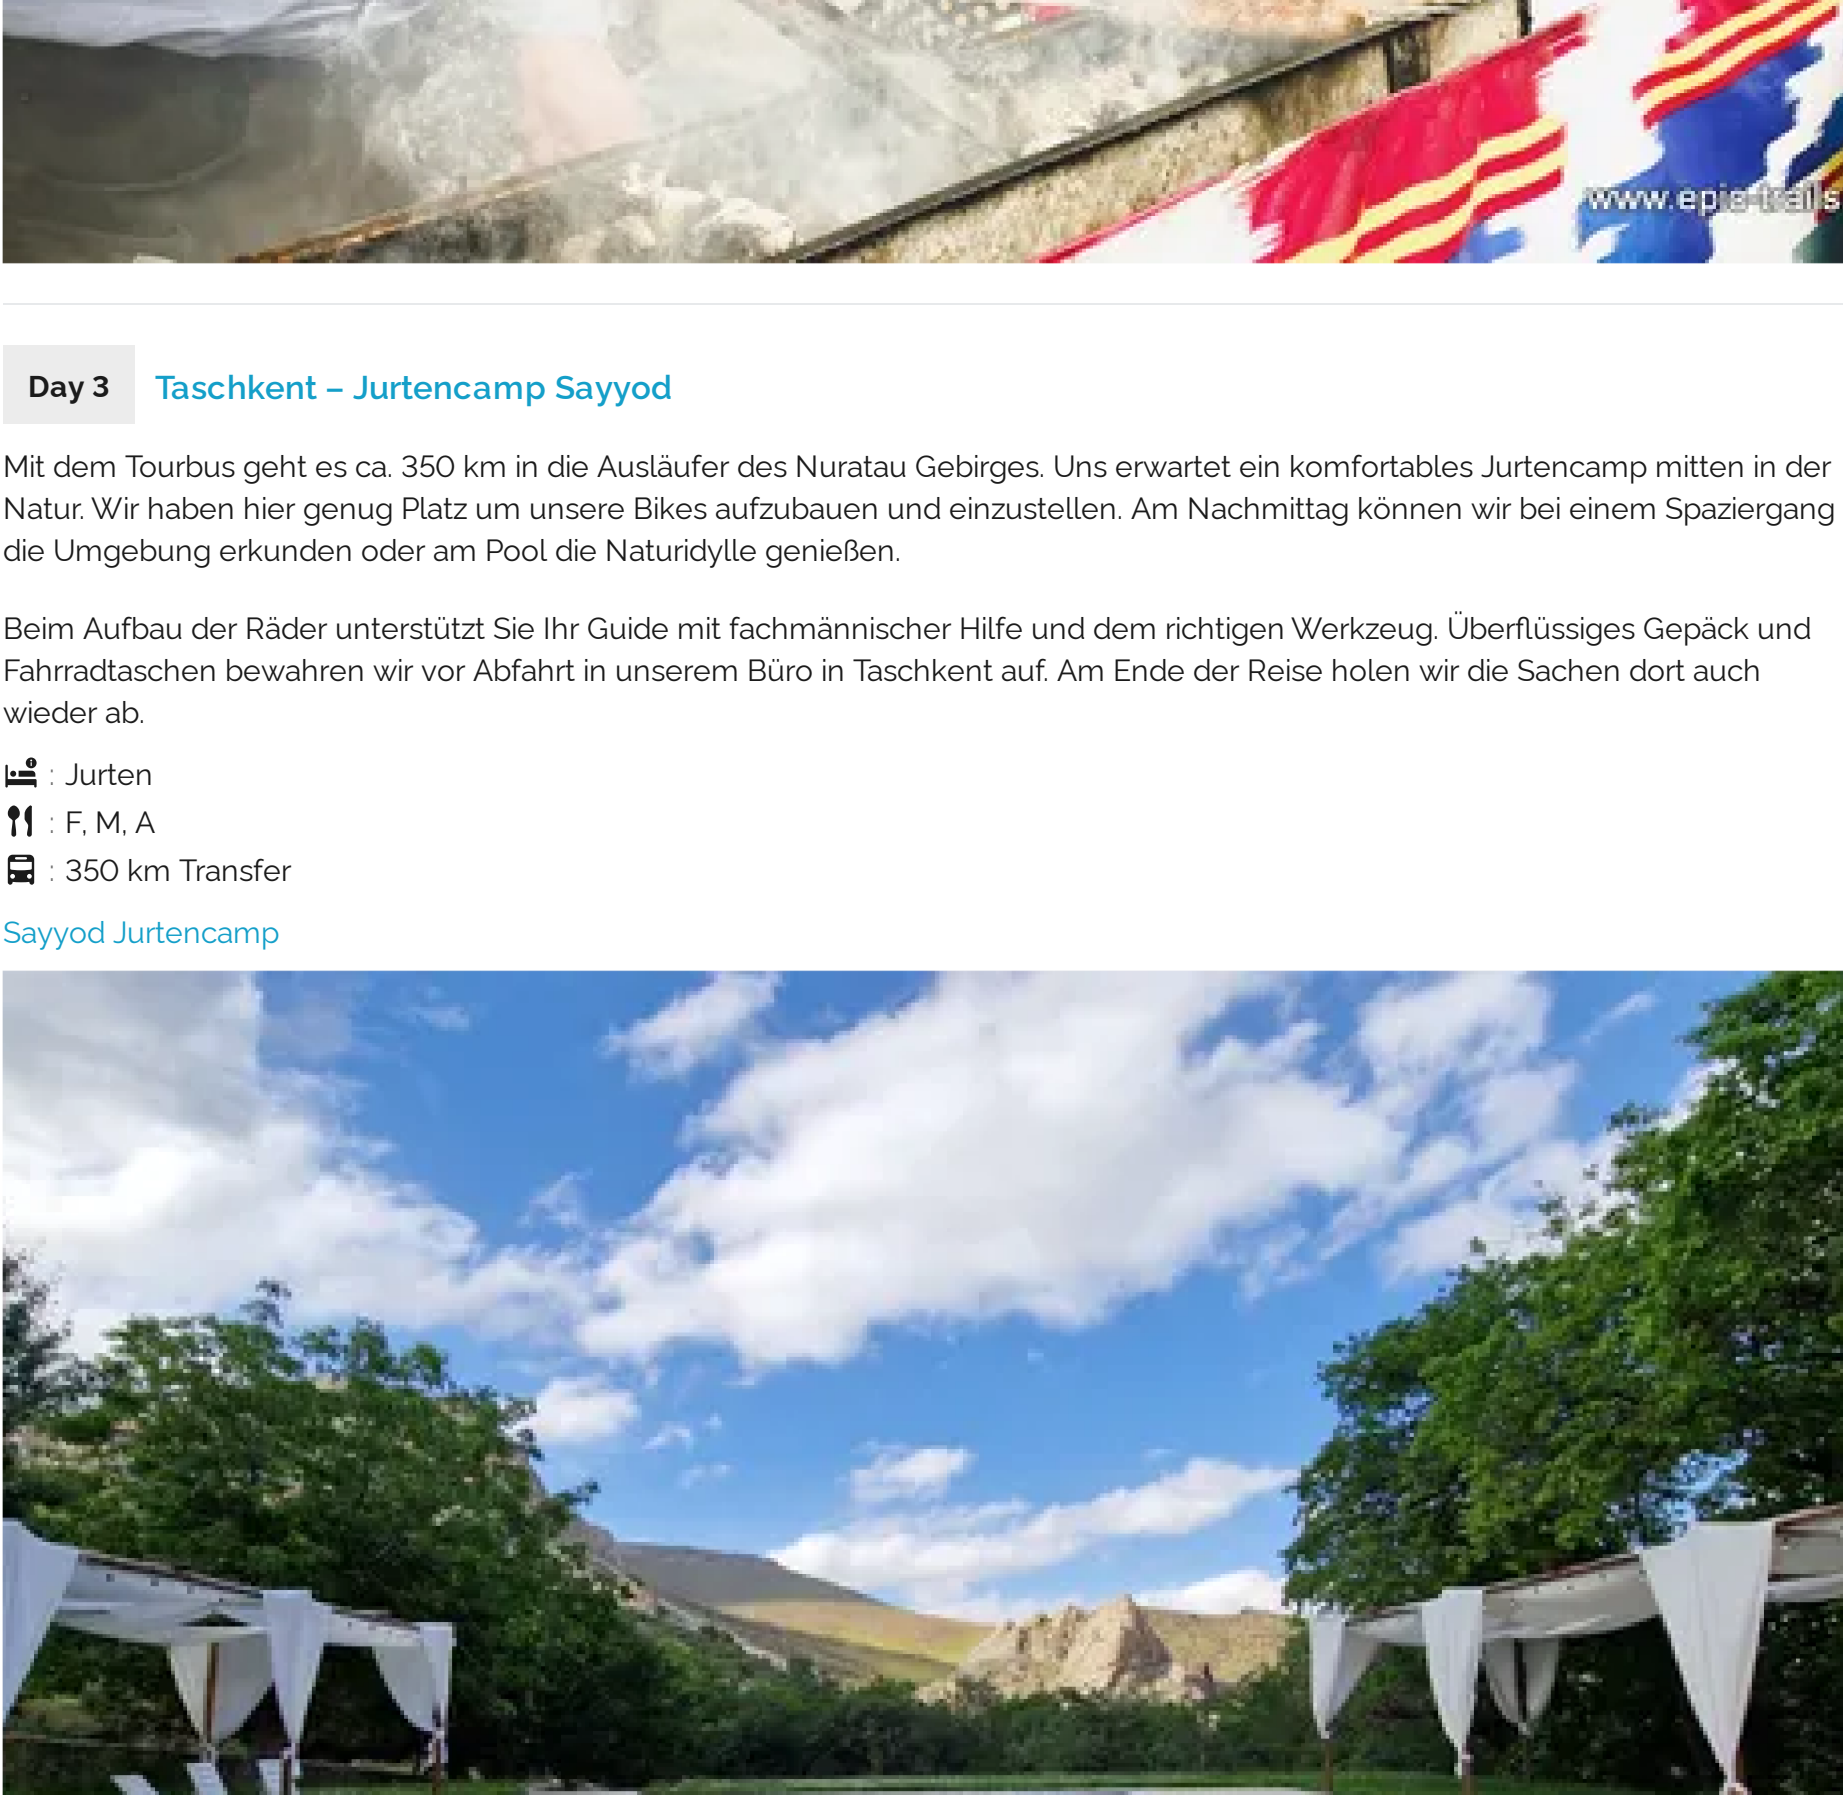 www.epic-trails
Day 3
Taschkent – Jurtencamp Sayyod
Mit dem Tourbus geht es ca. 350 km in die Ausläufer des Nuratau Gebirges. Uns erwartet ein komfortables Jurtencamp mitten in der
Natur. Wir haben hier genug Platz um unsere Bikes aufzubauen und einzustellen. Am Nachmittag können wir bei einem Spaziergang
die Umgebung erkunden oder am Pool die Naturidylle genießen.
Beim Aufbau der Räder unterstützt Sie Ihr Guide mit fachmännischer Hilfe und dem richtigen Werkzeug. Überflüssiges Gepäck und
Fahrradtaschen bewahren wir vor Abfahrt in unserem Büro in Taschkent auf. Am Ende der Reise holen wir die Sachen dort auch
wieder ab.
: Jurten
: F, M, A
: 350 km Transfer
Sayyod Jurtencamp